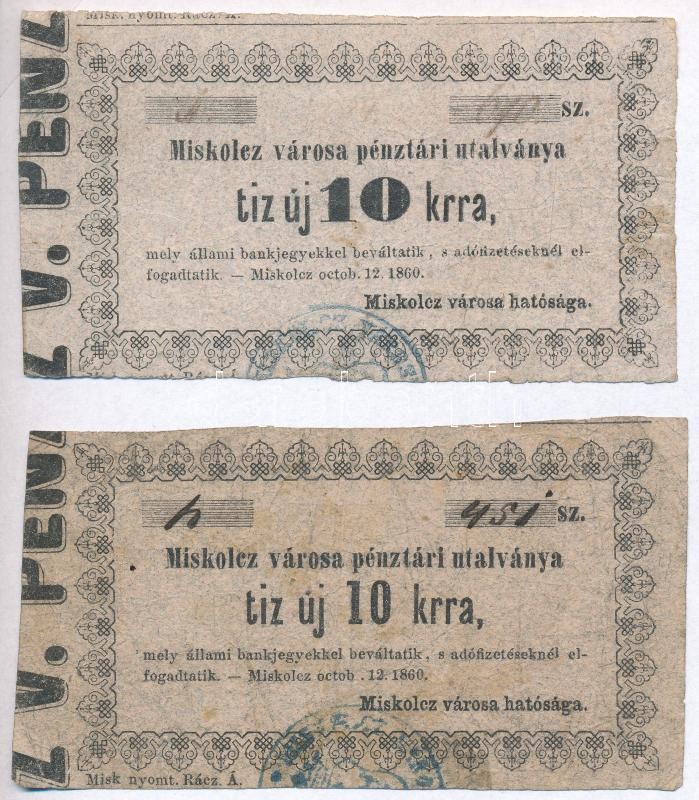 Misk. nyomt. Rácz. Á.
Z V. PENZ
sz.
Miskolcz városa pénztári utalványa
tiz új 10 krra,
mely állami bankjegyekkel beváltatik, s adófizetéseknél el-
fogadtatik. — Miskolcz octob. 12. 1860.
Miskolcz városa hatósága.
Z V. PENZ
h 451 sz.
Miskolcz városa pénztári utalványa
tiz új 10 krra,
mely állami bankjegyekkel beváltatik, s adófizetéseknél el-
fogadtatik. — Miskolcz octob. 12. 1860.
Miskolcz városa hatósága.
Misk nyomt. Rácz. Á.